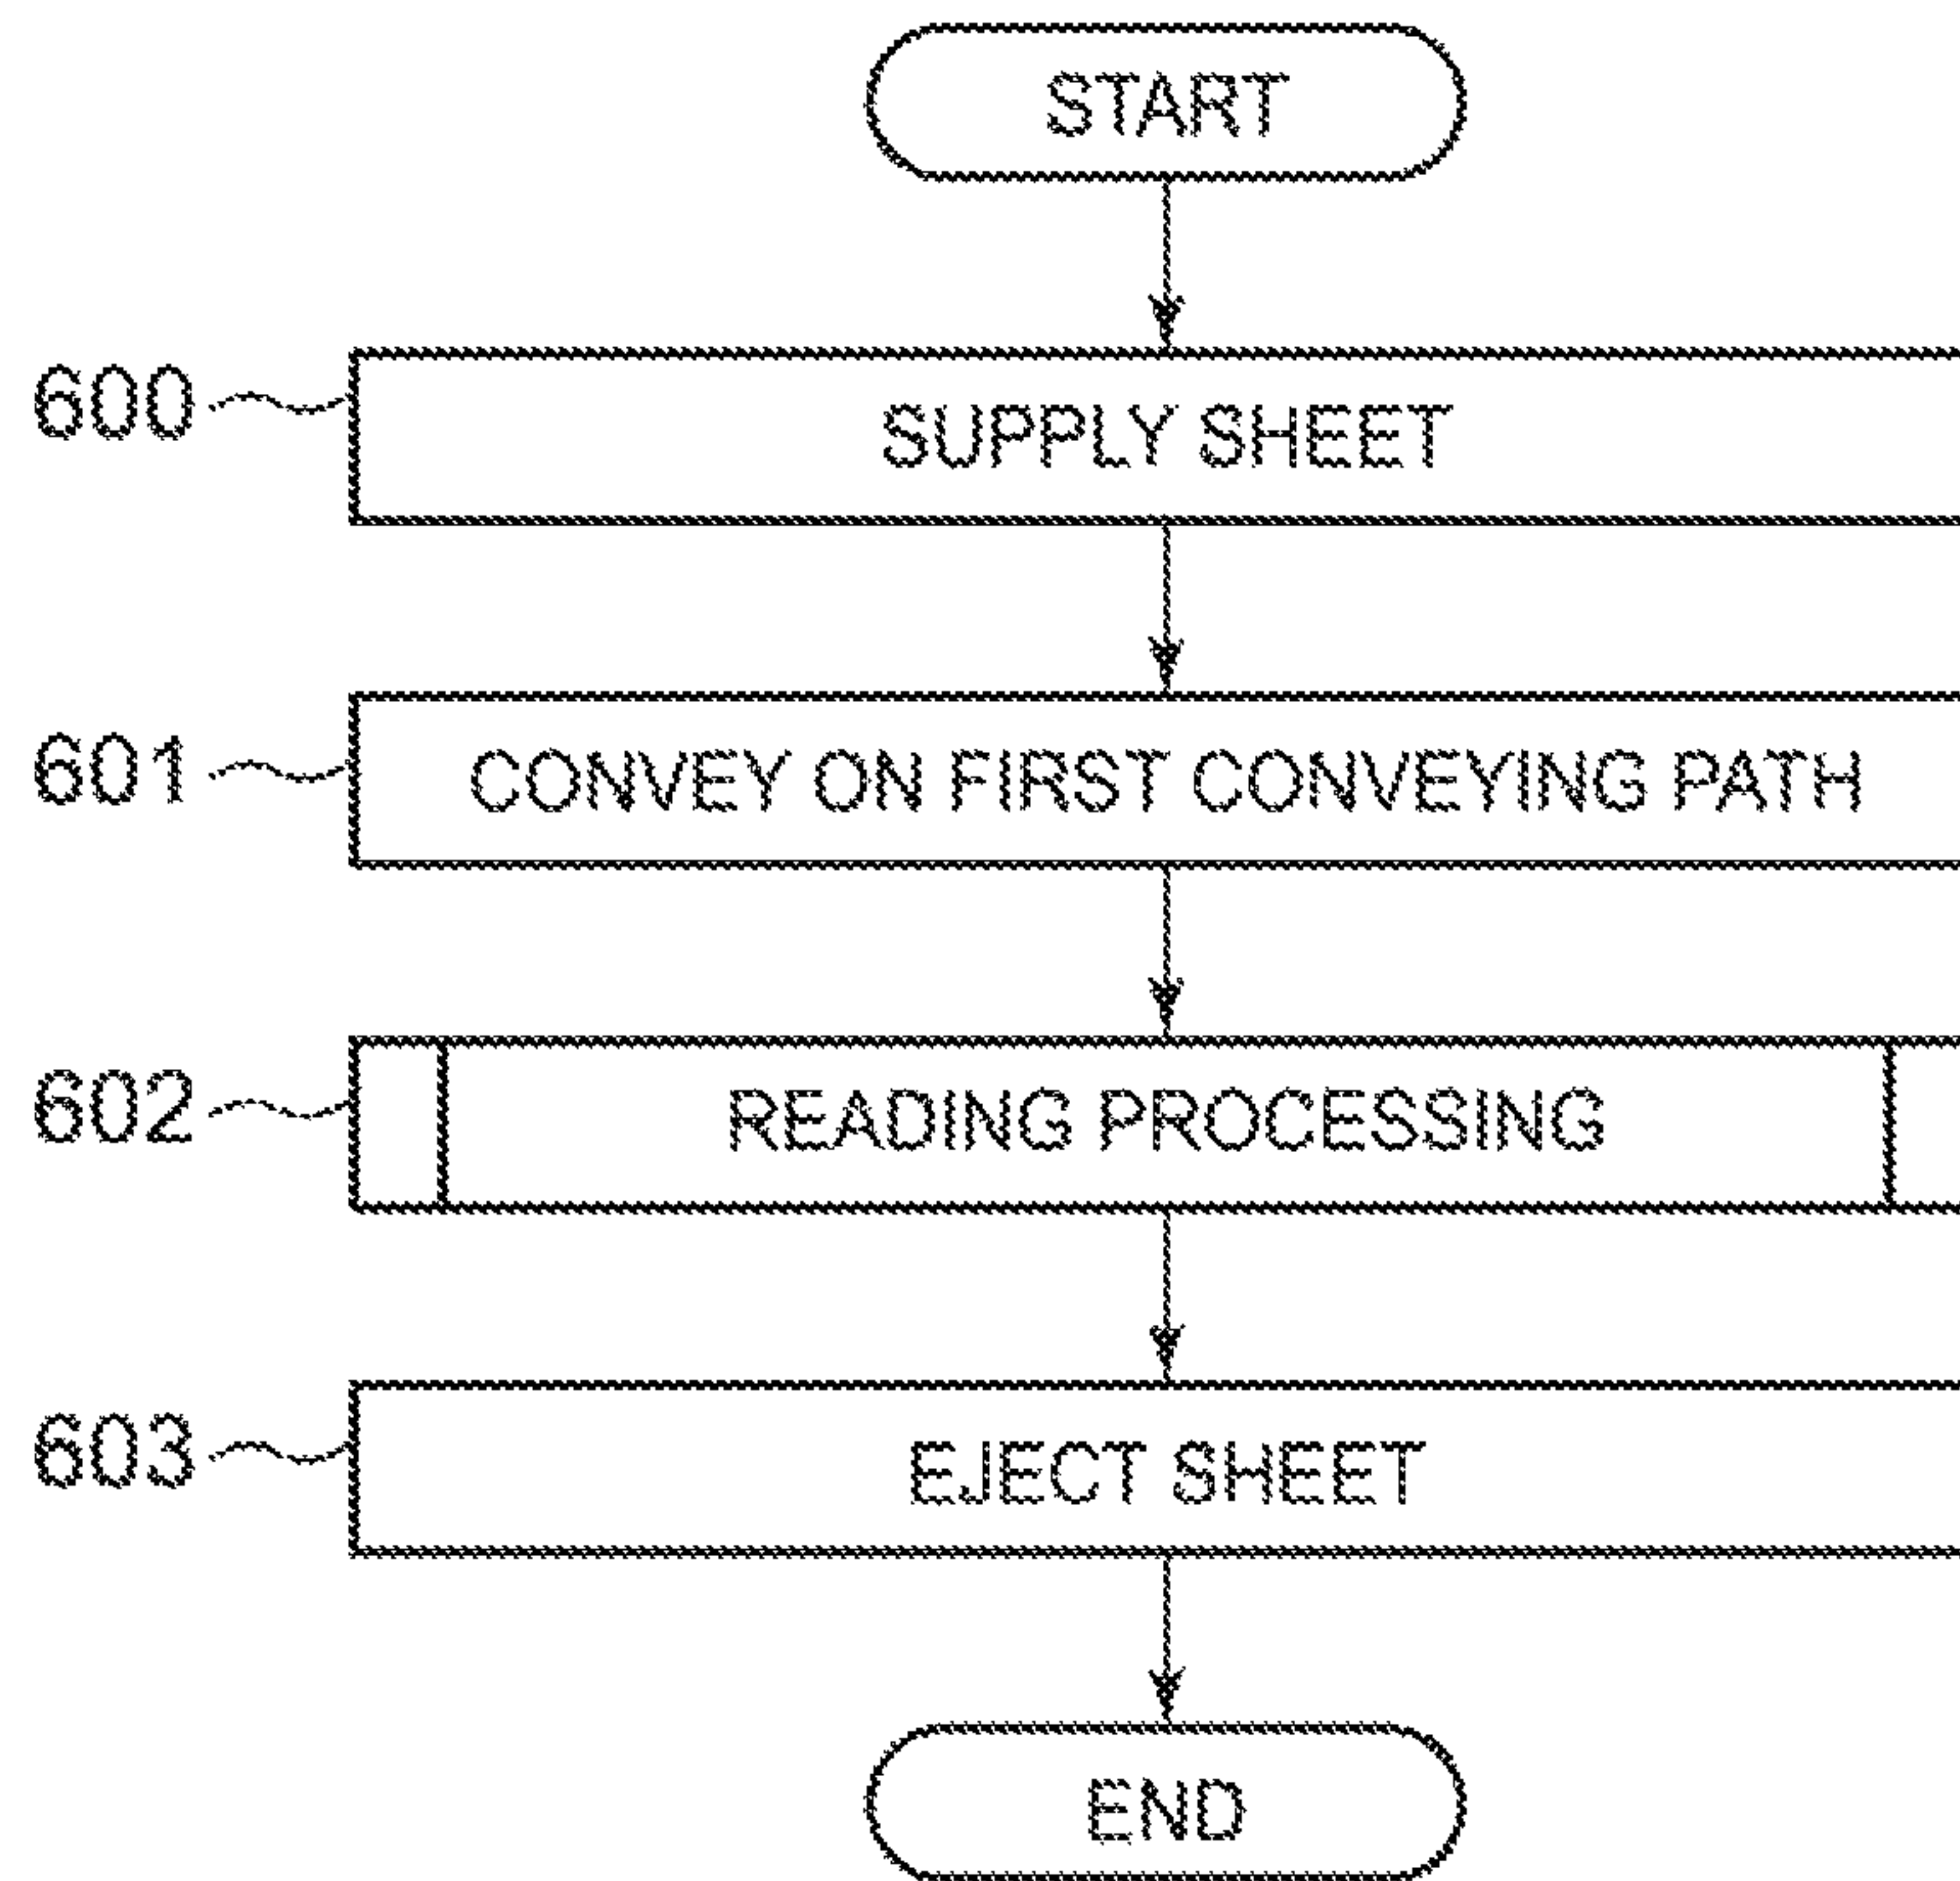 START
600
SUPPLY SHEET
601
CONVEY ON FIRST CONVEYING PATH
602
READING PROCESSING
603
EJECT SHEET
END